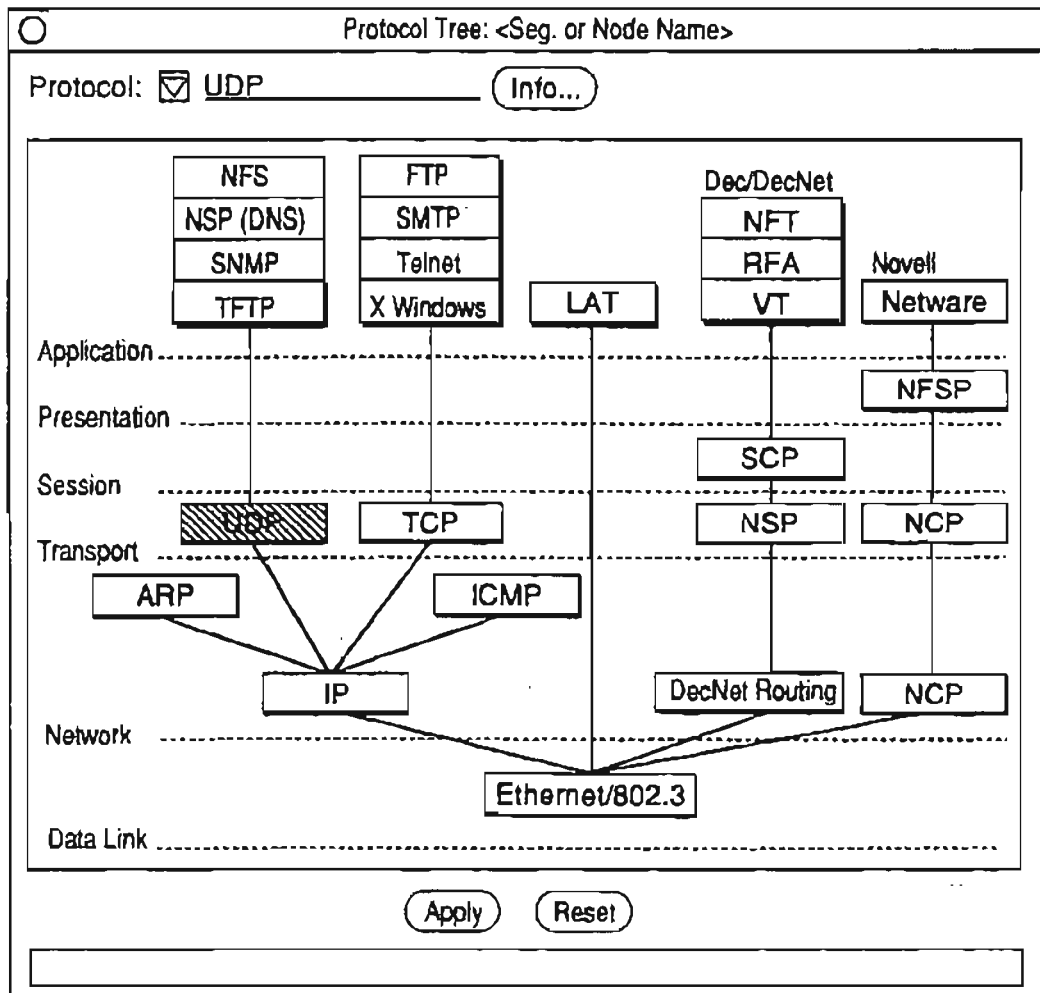 Protocol Tree: <Seg. or Node Name>
Protocol: UDP Info...
NFS
NSP (DNS)
SNMP
TFTP
FTP
SMTP
Telnet
X Windows
LAT
Dec/DecNet
NFT
RFA
VT
Novell
Netware
Application
NFSP
Presentation
SCP
Session
UDP
TCP
NSP
NCP
Transport
ARP
ICMP
IP
DecNet Routing
NCP
Network
Ethernet/802.3
Data Link
Apply
Reset